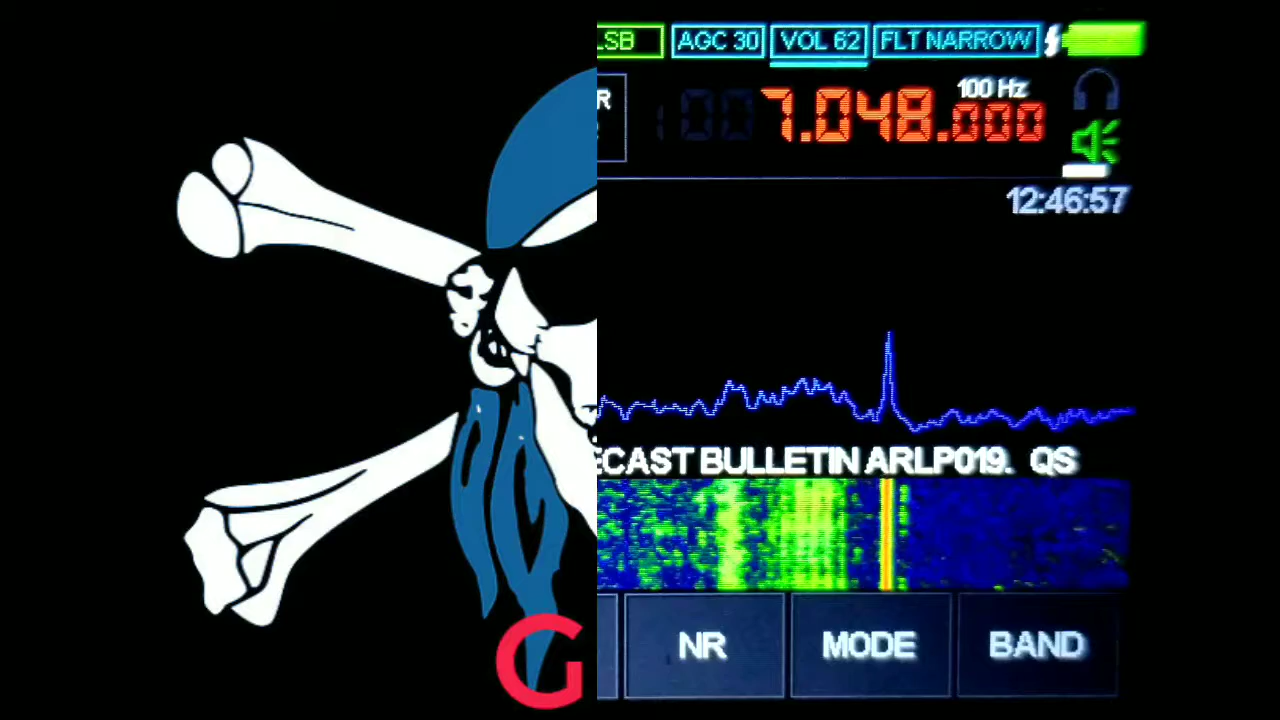 LSB AGC 30 VOL 62 FLT NARROW
R
100 Hz
7.048.000
12:46:57
ECAST BULLETIN ARLP019. QS
NR MODE BAND
G